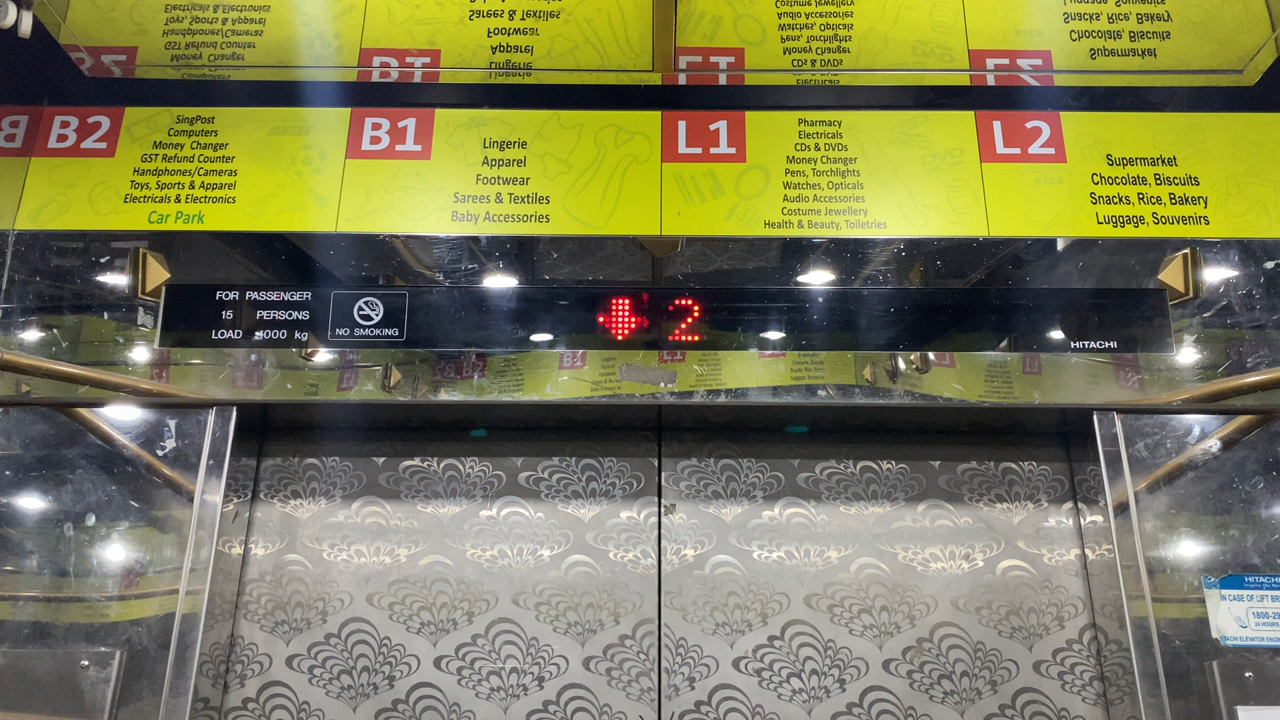 B2
SingPost
Computers
Money Changer
GST Refund Counter
Handphones/Cameras
Toys, Sports & Apparel
Electricals & Electronics
Car Park
B1
Lingerie
Apparel
Footwear
Sarees & Textiles
Baby Accessories
L1
Pharmacy
Electricals
CDs & DVDs
Money Changer
Pens, Torchlights
Watches, Opticals
Audio Accessories
Costume Jewellery
Health & Beauty, Toiletries
L2
Supermarket
Chocolate, Biscuits
Snacks, Rice, Bakery
Luggage, Souvenirs
FOR PASSENGER
15 PERSONS
LOAD 1000 kg
NO SMOKING
2
HITACHI
HITACHI
IN CASE OF LIFT
1800-
24 HOURS
ELEVATOR